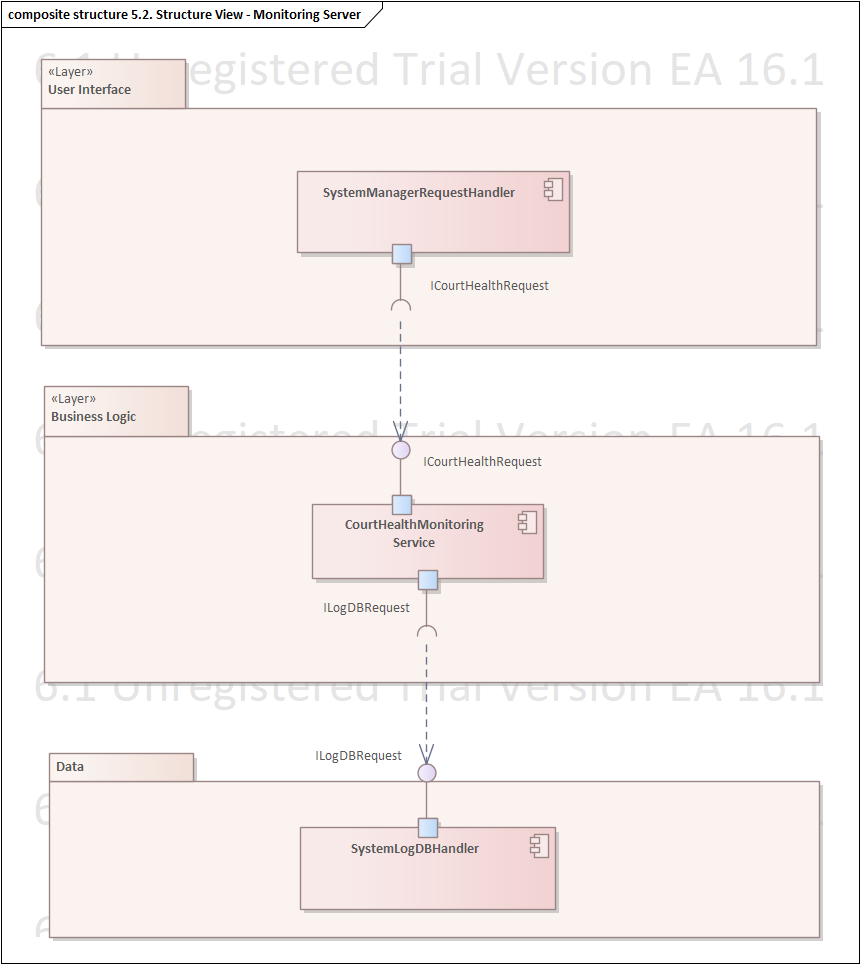 composite structure 5.2. Structure View - Monitoring Server
6.1 Unregistered Trial Version EA 16.1
«Layer»
User Interface
SystemManagerRequestHandler
ICourtHealthRequest
«Layer»
Business Logic
Unregistered Trial Version EA 16.1
ICourtHealthRequest
CourtHealthMonitoring
Service
ILogDBRequest
6.1 Unregistered Trial Version EA 16.1
ILogDBRequest
Data
SystemLogDBHandler